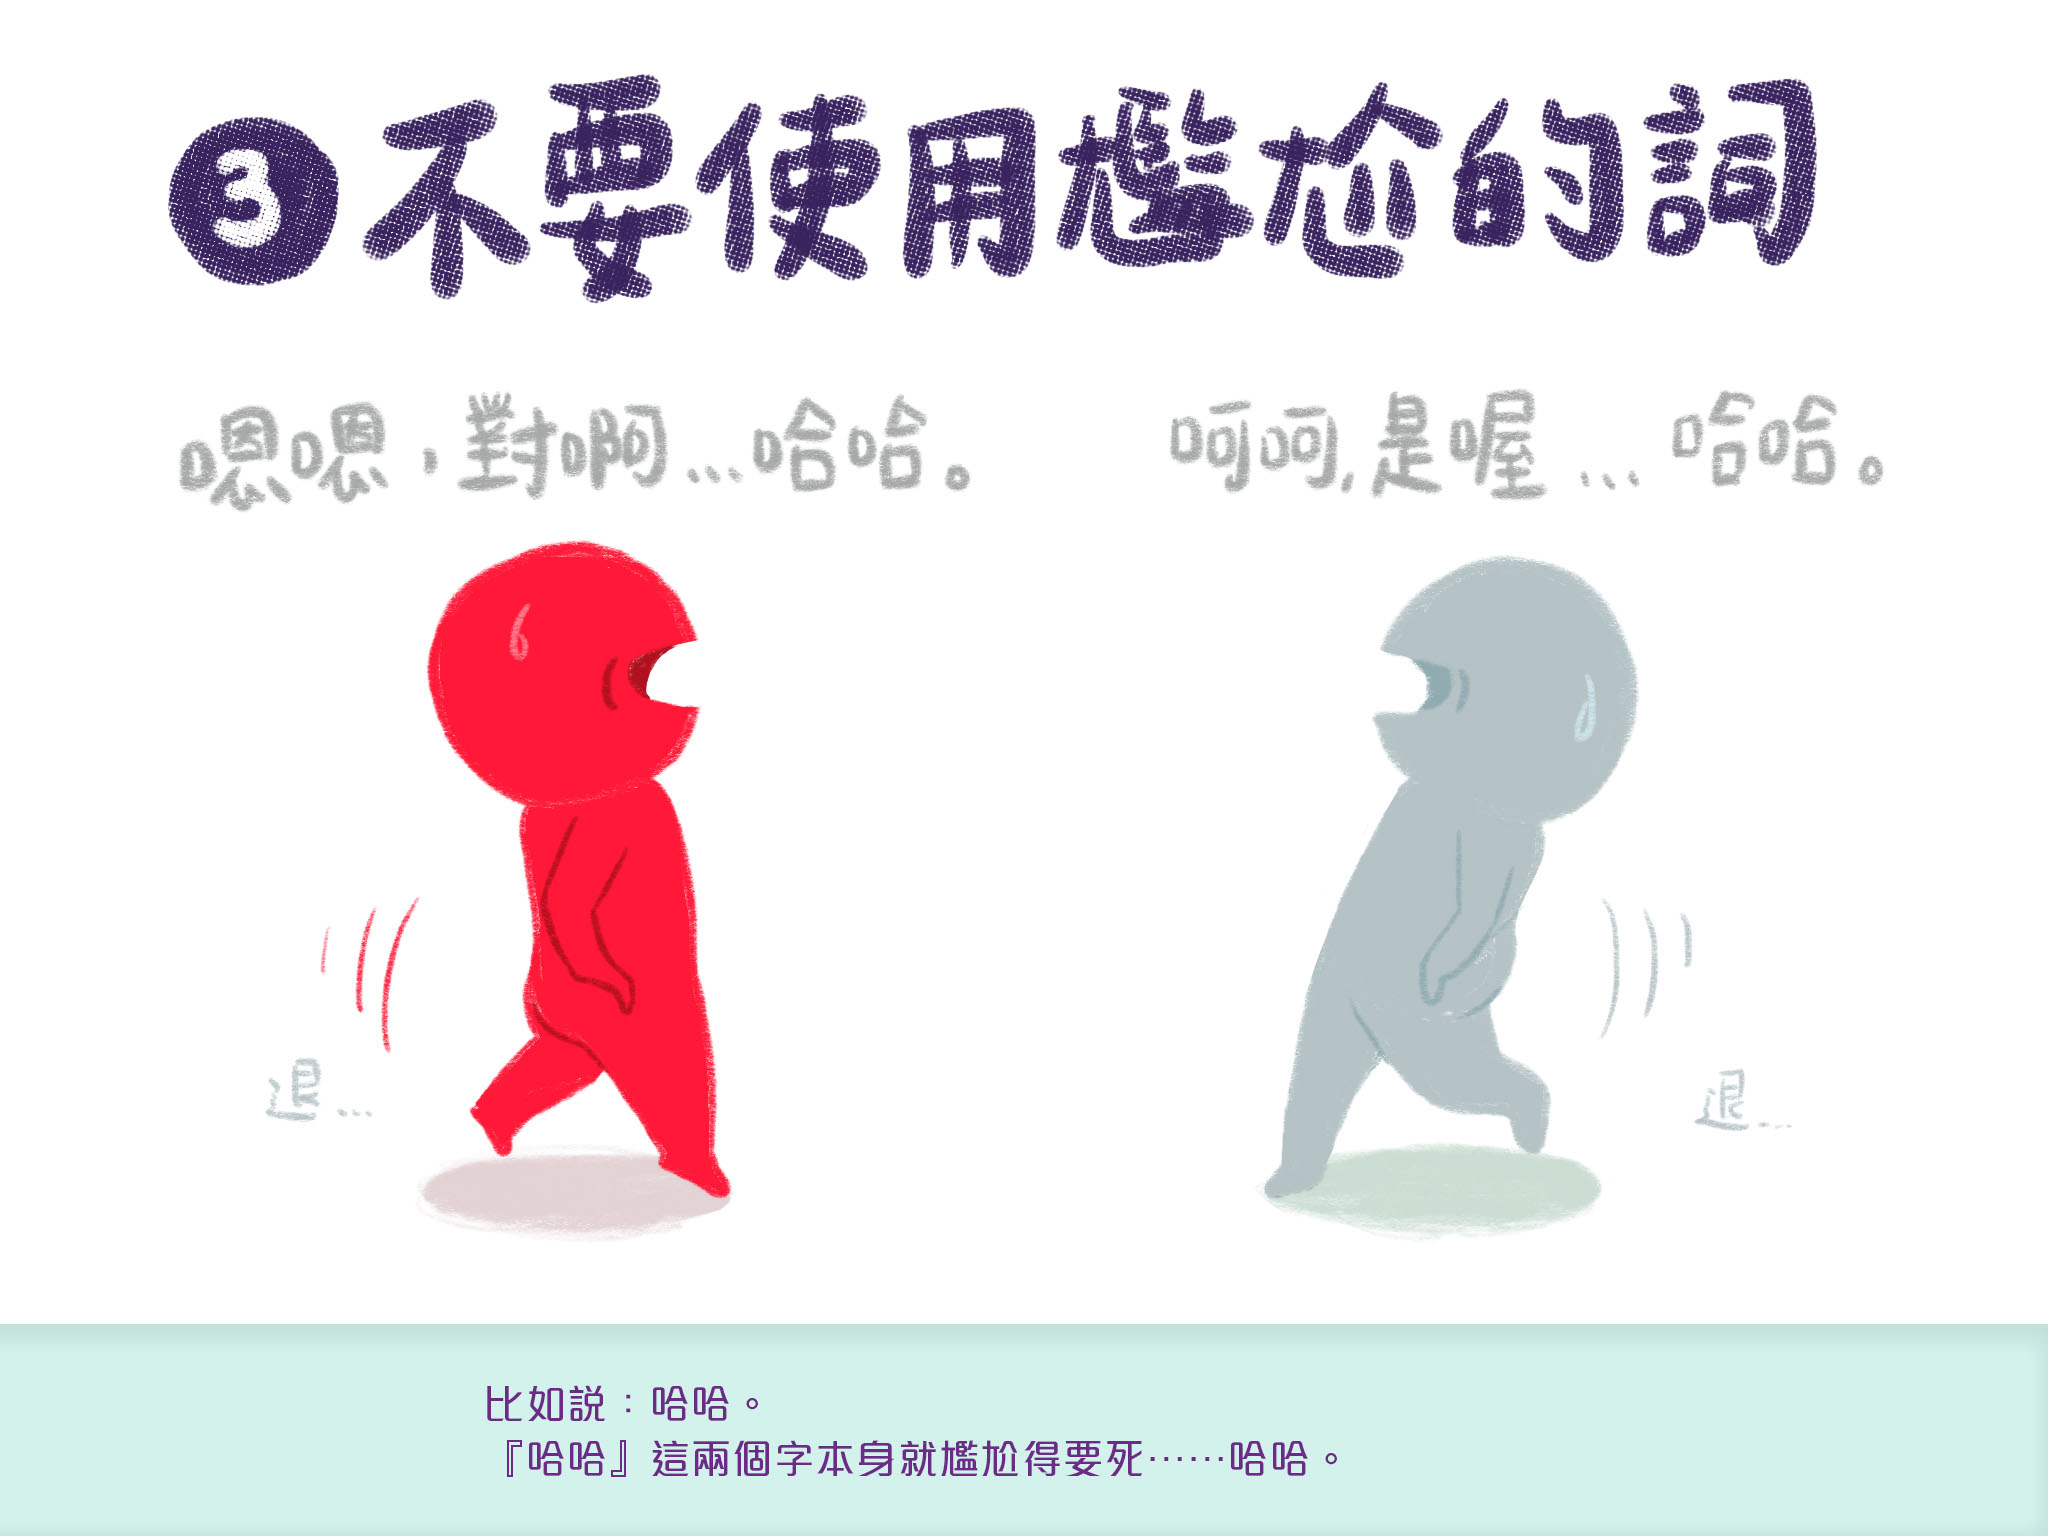 3 不要使用尷尬的詞
嗯嗯，對啊...哈哈。
呵呵,是喔...哈哈。
退...
退...
比如説：哈哈。
『哈哈』這兩個字本身就尷尬得要死……哈哈。